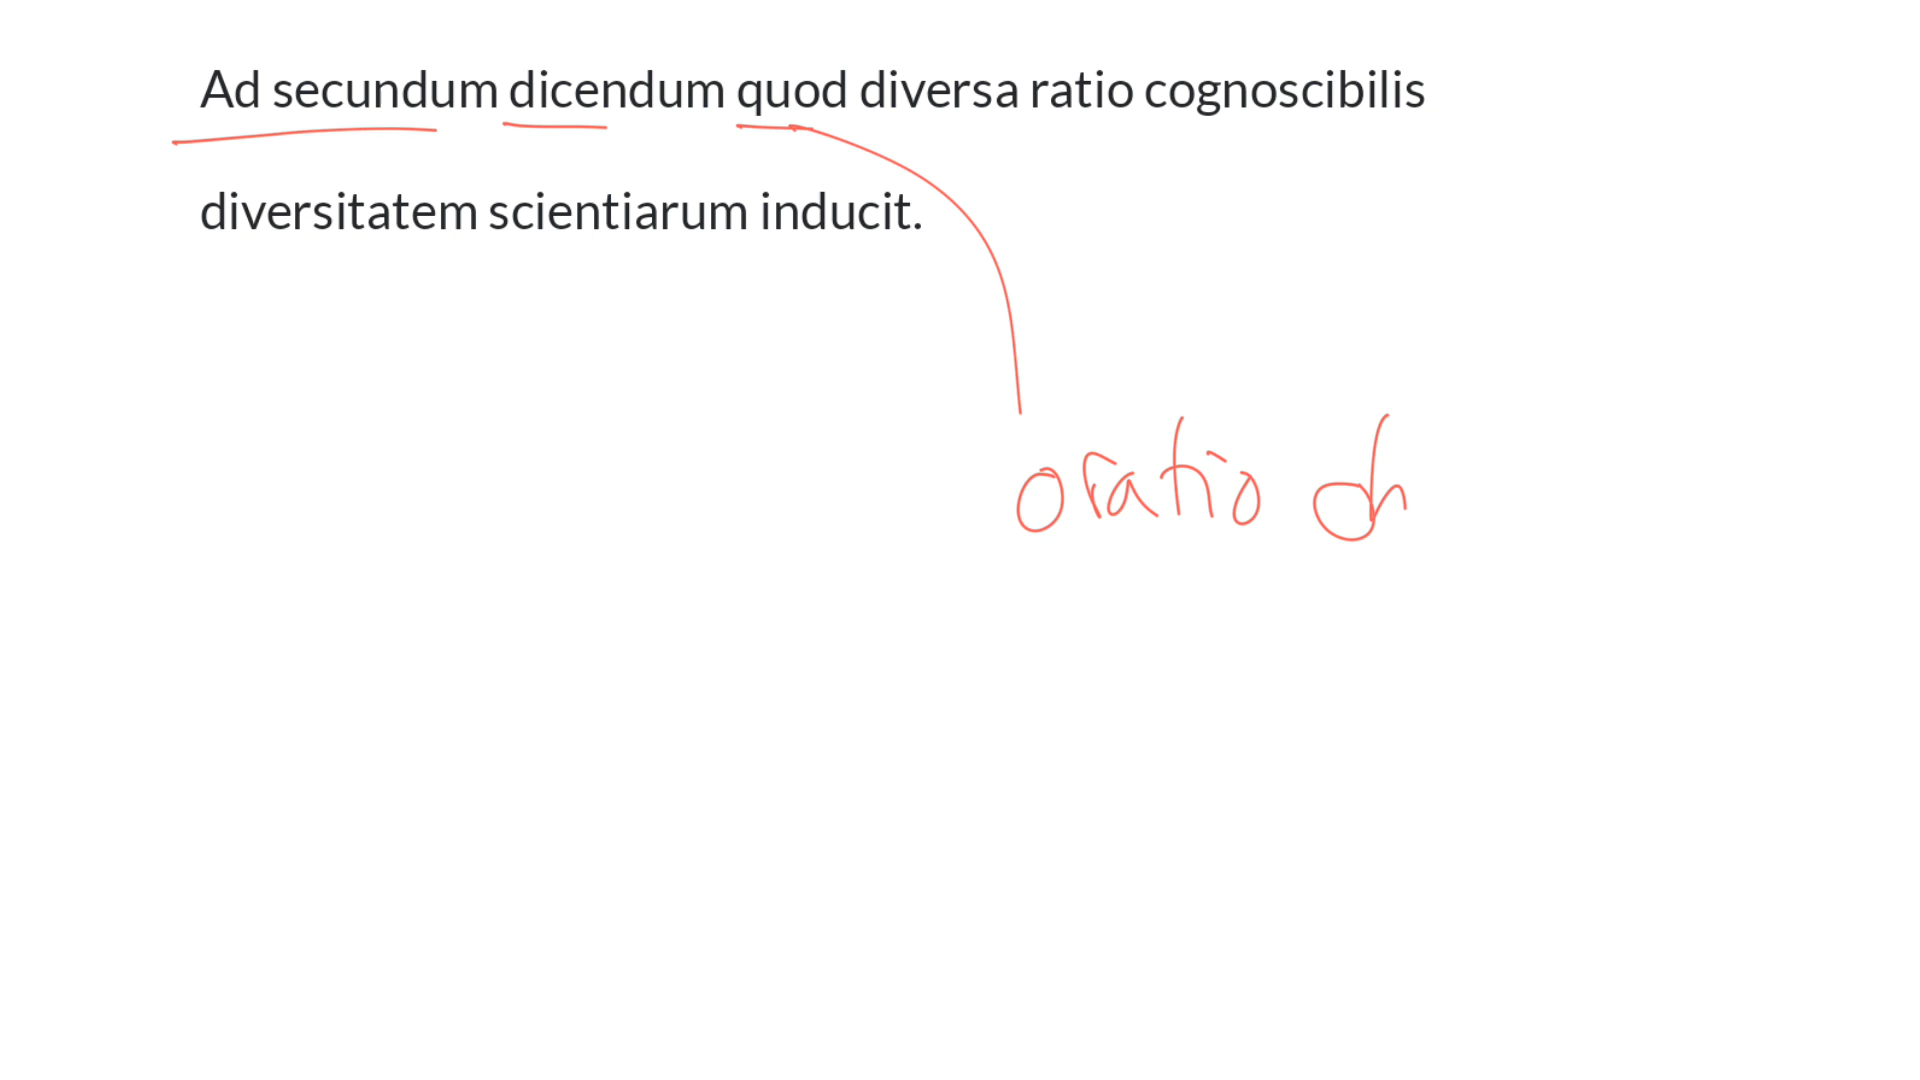 Ad secundum dicendum quod diversa ratio cognoscibilis
diversitatem scientiarum inducit.
oratio